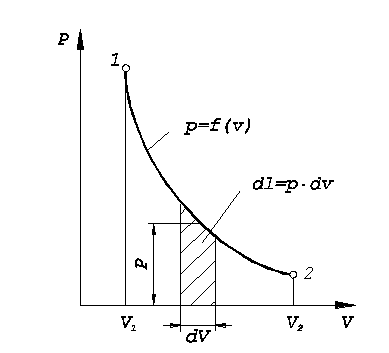 P
1
p=f(v)
dl=p·dv
P
2
V₁
dV
V₂
V